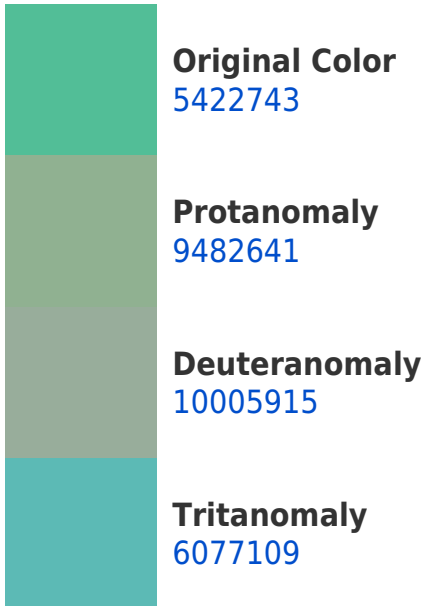 Original Color
5422743
Protanomaly
9482641
Deuteranomaly
10005915
Tritanomaly
6077109